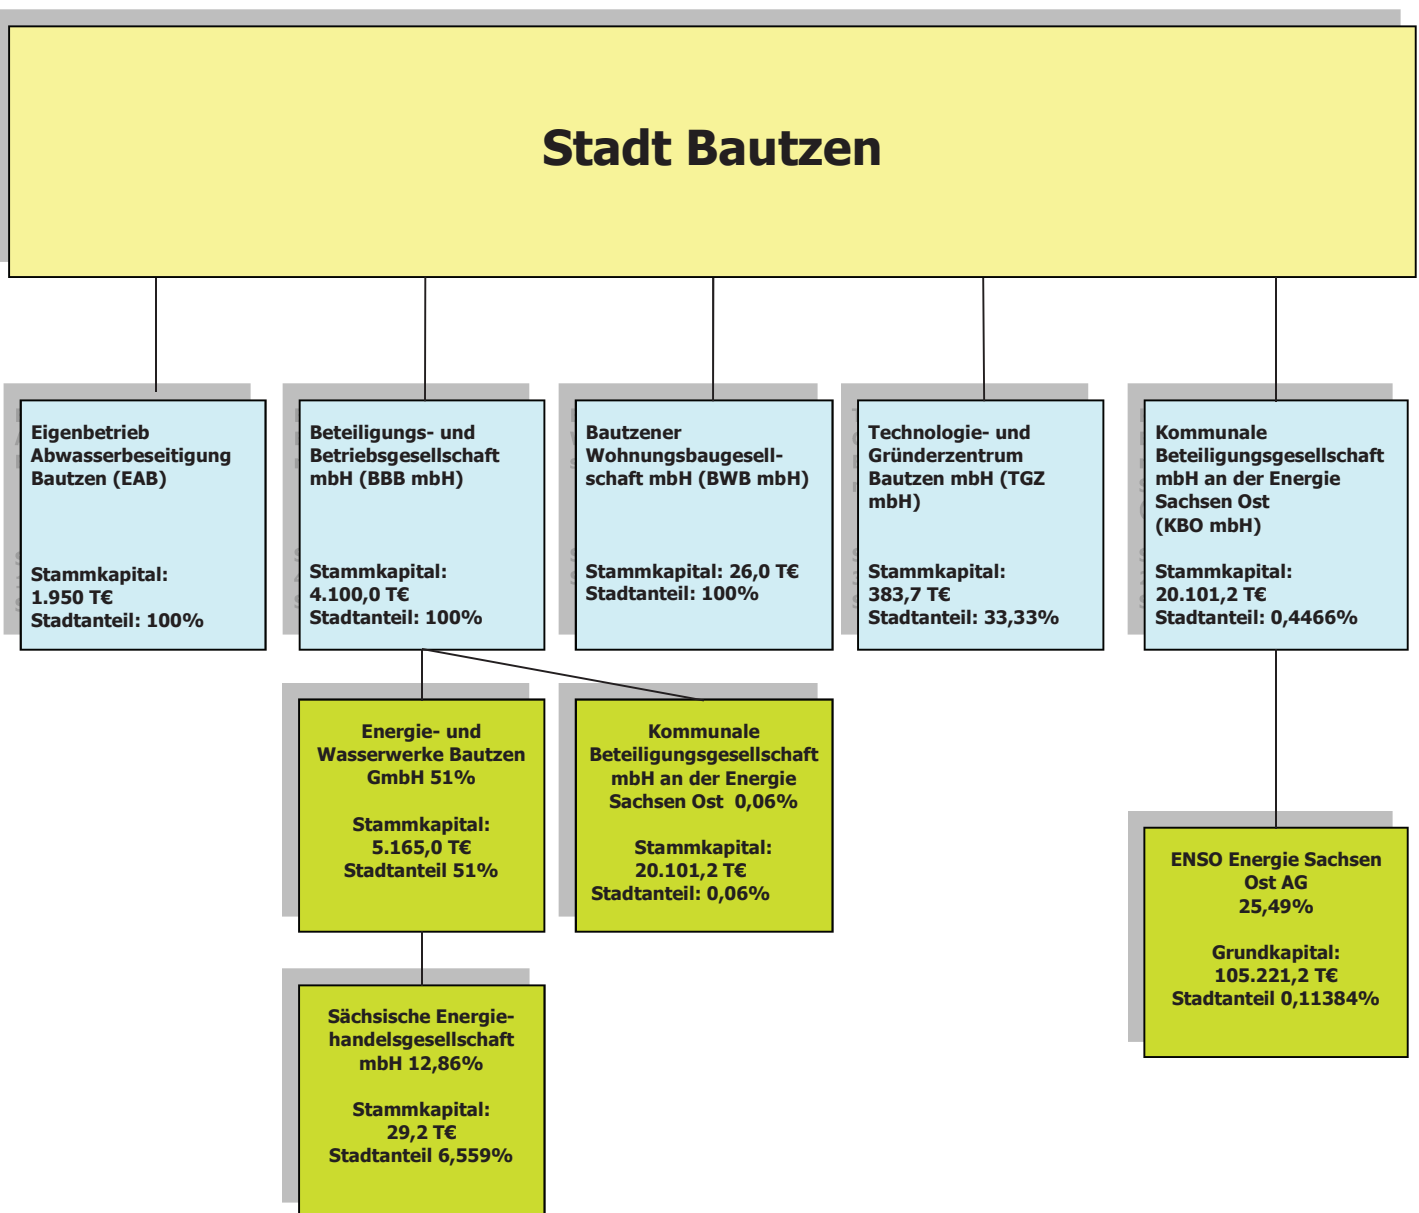 Stadt Bautzen
Eigenbetrieb
Abwasserbeseitigung
Bautzen (EAB)
Stammkapital:
1.950 T€
Stadtanteil: 100%
Beteiligungs- und
Betriebsgesellschaft
mbH (BBB mbH)
Stammkapital:
4.100,0 T€
Stadtanteil: 100%
Bautzener
Wohnungsbaugesell-
schaft mbH (BWB mbH)
Stammkapital: 26,0 T€
Stadtanteil: 100%
Technologie- und
Gründerzentrum
Bautzen mbH (TGZ
mbH)
Stammkapital:
383,7 T€
Stadtanteil: 33,33%
Kommunale
Beteiligungsgesellschaft
mbH an der Energie
Sachsen Ost
(KBO mbH)
Stammkapital:
20.101,2 T€
Stadtanteil: 0,4466%
Energie- und
Wasserwerke Bautzen
GmbH 51%
Stammkapital:
5.165,0 T€
Stadtanteil 51%
Kommunale
Beteiligungsgesellschaft
mbH an der Energie
Sachsen Ost 0,06%
Stammkapital:
20.101,2 T€
Stadtanteil: 0,06%
ENSO Energie Sachsen
Ost AG
25,49%
Grundkapital:
105.221,2 T€
Stadtanteil 0,11384%
Sächsische Energie-
handelsgesellschaft
mbH 12,86%
Stammkapital:
29,2 T€
Stadtanteil 6,559%